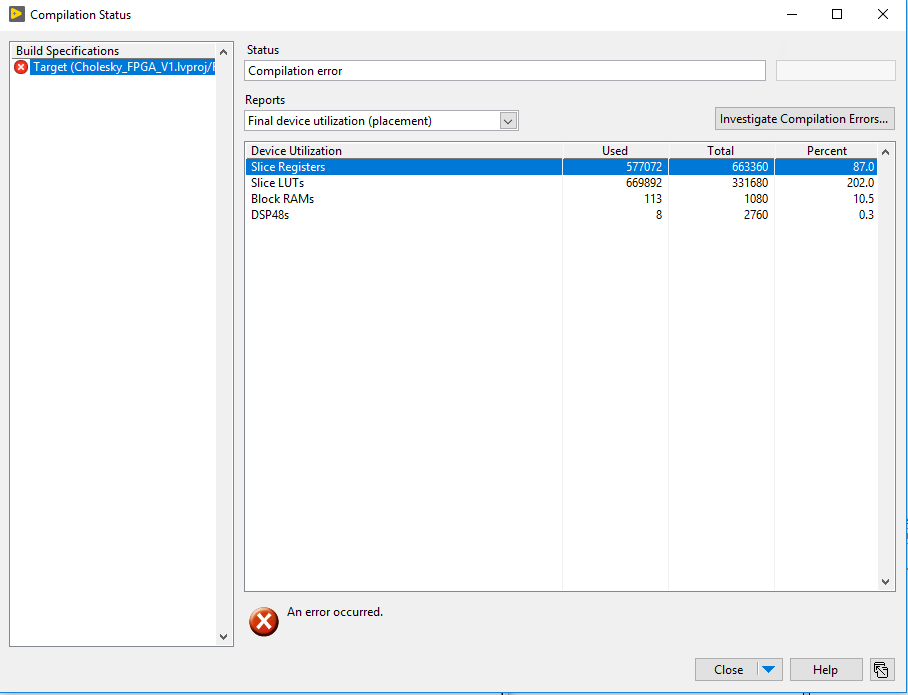 Compilation Status
Build Specifications
Target (Cholesky_FPGA_V1.lvproj/
Status
Compilation error
Reports
Final device utilization (placement)
Investigate Compilation Errors...
Device Utilization Used Total Percent
Slice Registers 577072 663360 87.0
Slice LUTs 669892 331680 202.0
Block RAMs 113 1080 10.5
DSP48s 8 2760 0.3
An error occurred.
Close Help